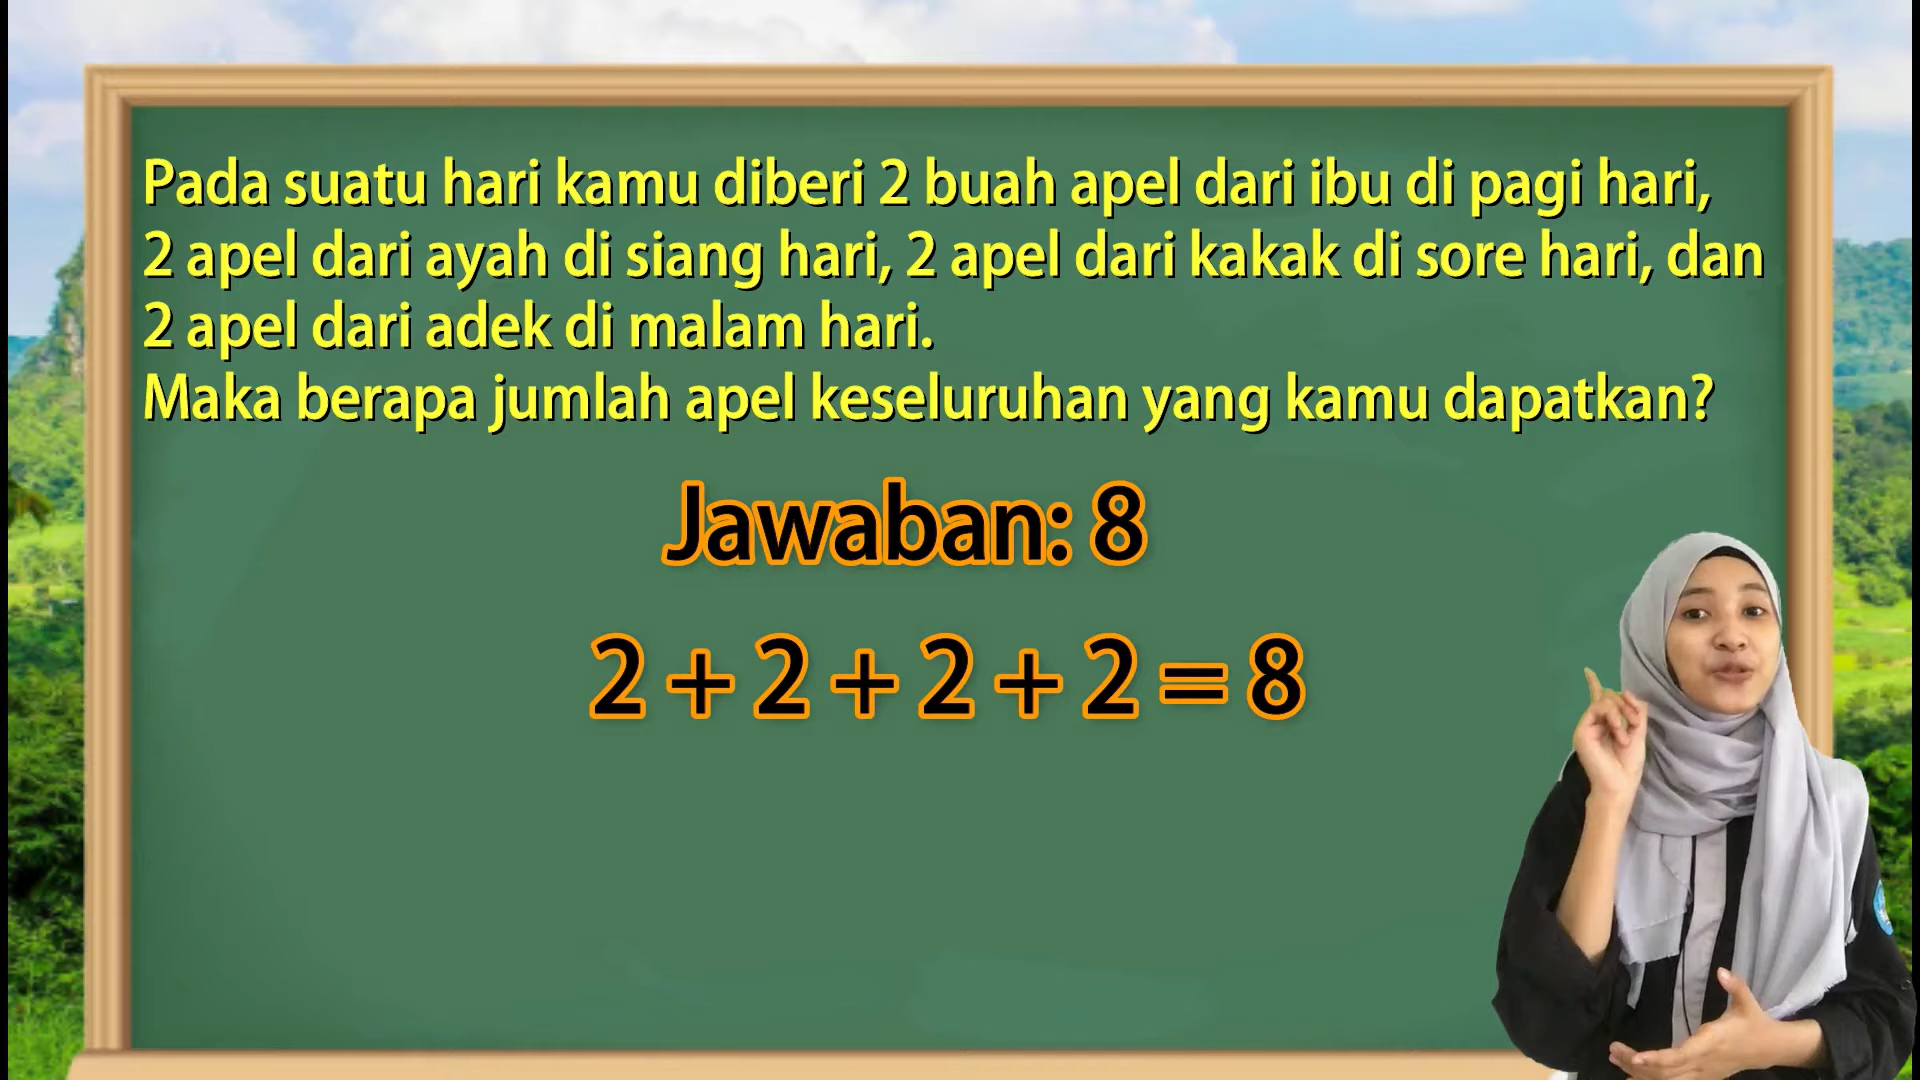 Pada suatu hari kamu diberi 2 buah apel dari ibu di pagi hari,
2 apel dari ayah di siang hari, 2 apel dari kakak di sore hari, dan
2 apel dari adek di malam hari.
Maka berapa jumlah apel keseluruhan yang kamu dapatkan?
Jawaban: 8
2 + 2 + 2 + 2 = 8